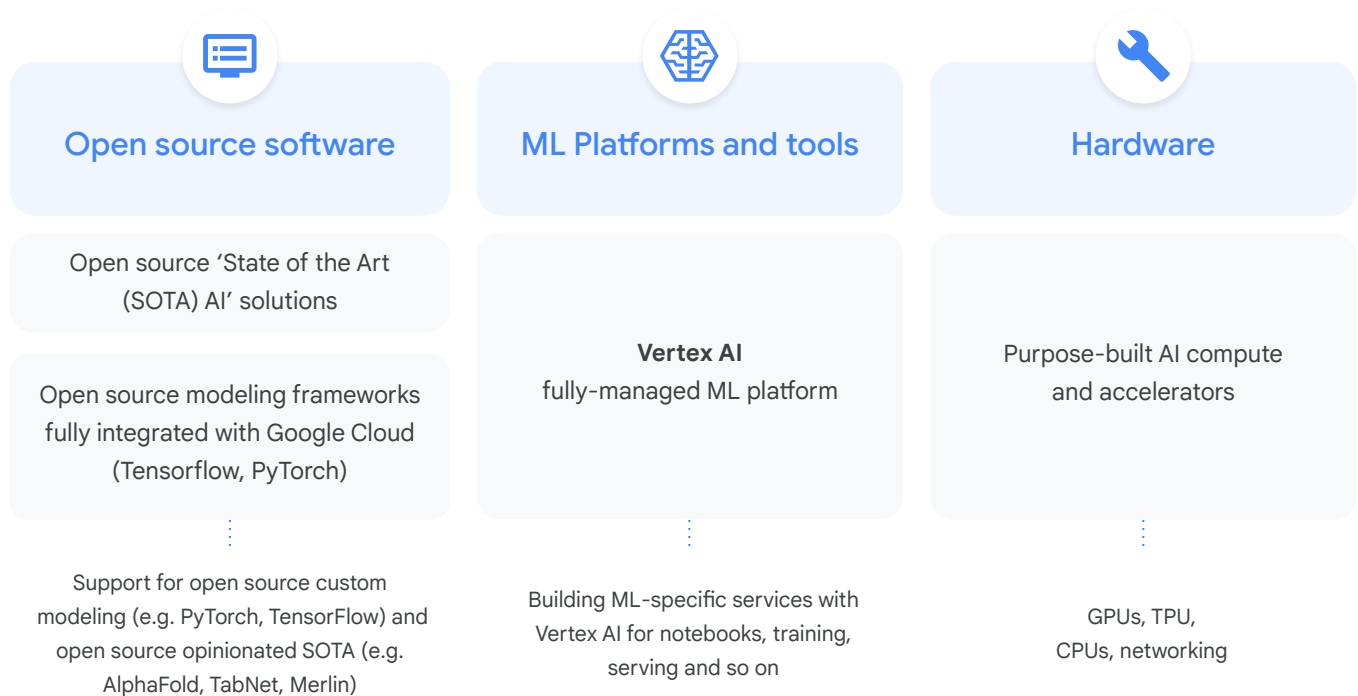 Open source software
Open source ‘State of the Art
(SOTA) AI’ solutions
Open source modeling frameworks
fully integrated with Google Cloud
(Tensorflow, PyTorch)
Support for open source custom
modeling (e.g. PyTorch, TensorFlow) and
open source opinionated SOTA (e.g.
AlphaFold, TabNet, Merlin)
ML Platforms and tools
Vertex AI
fully-managed ML platform
Building ML-specific services with
Vertex AI for notebooks, training,
serving and so on
Hardware
Purpose-built AI compute
and accelerators
GPUs, TPU,
CPUs, networking